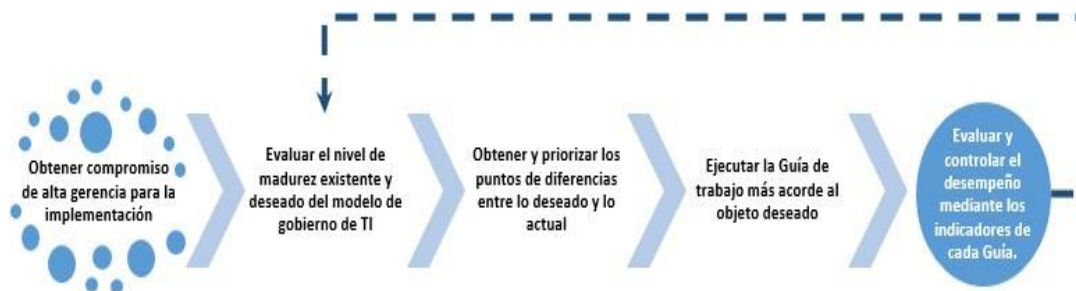 Obtener compromiso
de alta gerencia para la
implementación
Evaluar el nivel de
madurez existente y
deseado del modelo de
gobierno de TI
Obtener y priorizar los
puntos de diferencias
entre lo deseado y lo
actual
Ejecutar la Guía de
trabajo más acorde al
objeto deseado
Evaluar y
controlar el
desempeño
mediante los
indicadores de
cada Guía.